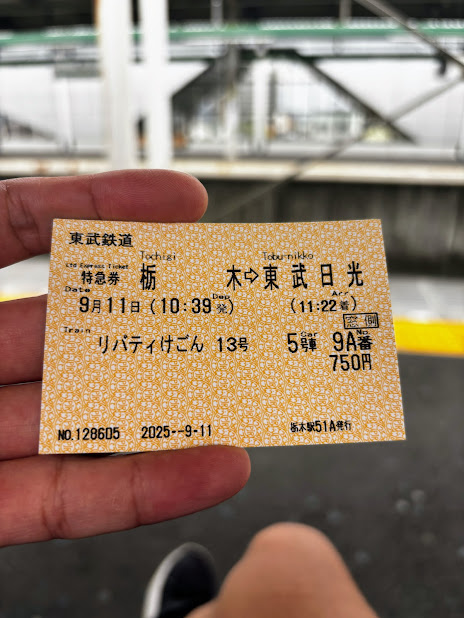 東武鉄道
Tochigi Tobu-nikko
Ltd Express Ticket
特急券 栃 木⇨東武日光
Date Dep Arr
9月11日(10:39発) (11:22着)
窓側
Train Car No.
リバティけごん 13号 5号車 9A番
750円
NO.128605 2025--9-11 栃木駅51A発行